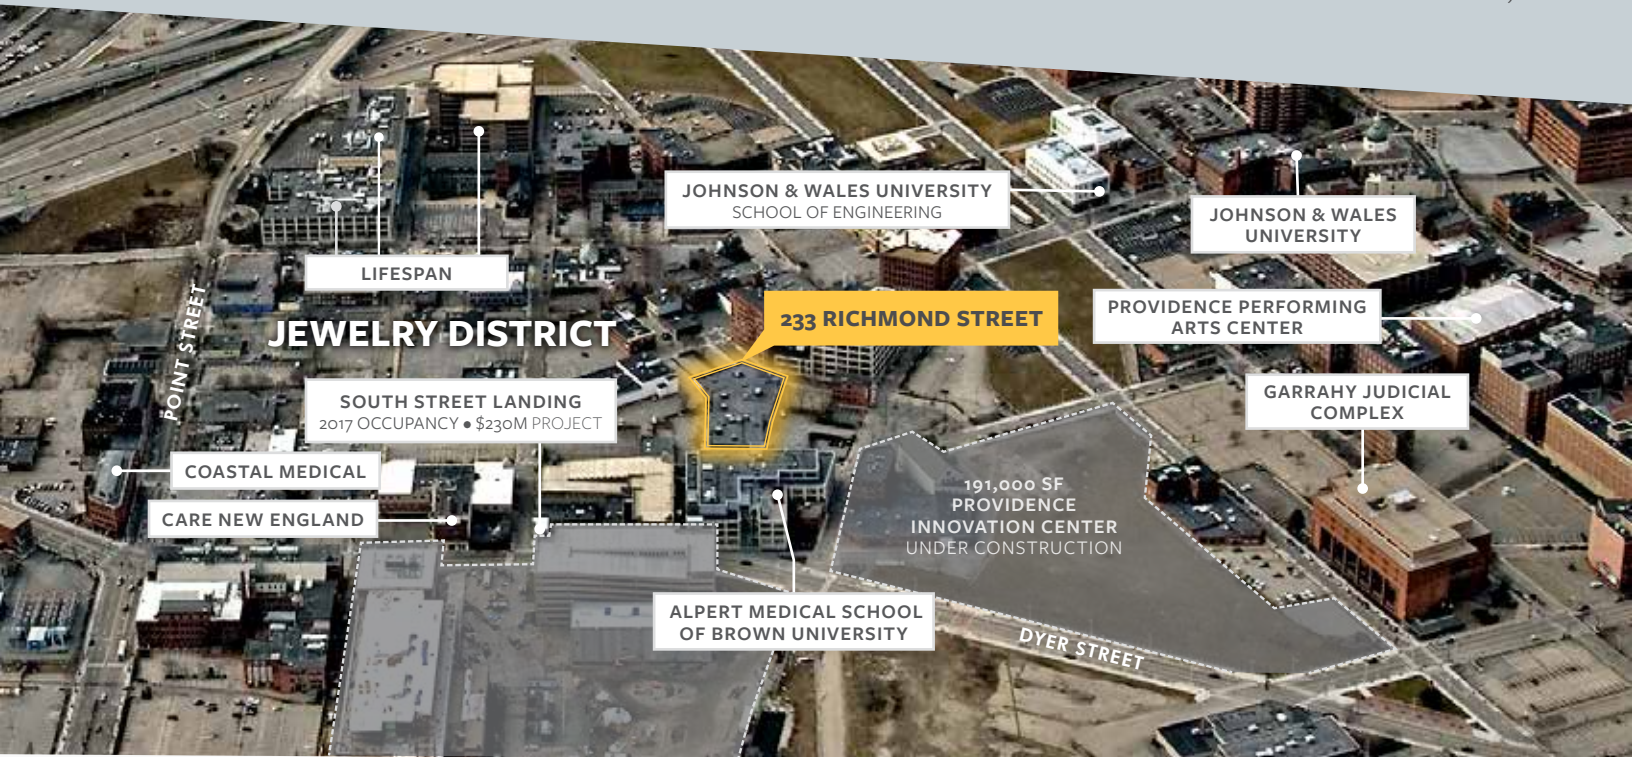 JOHNSON & WALES UNIVERSITY
SCHOOL OF ENGINEERING
JOHNSON & WALES
UNIVERSITY
LIFESPAN
POINT STREET
JEWELRY DISTRICT
233 RICHMOND STREET
PROVIDENCE PERFORMING
ARTS CENTER
SOUTH STREET LANDING
2017 OCCUPANCY • $230M PROJECT
GARRAHY JUDICIAL
COMPLEX
COASTAL MEDICAL
CARE NEW ENGLAND
191,000 SF
PROVIDENCE
INNOVATION CENTER
UNDER CONSTRUCTION
ALPERT MEDICAL SCHOOL
OF BROWN UNIVERSITY
DYER STREET